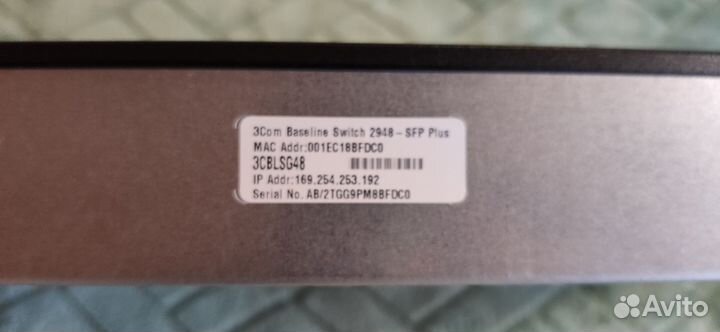 3Com Baseline Switch 2948-SFP Plus
MAC Addr:001EC18BFDC0
3CBLSG48
IP Addr:169.254.253.192
Serial No. AB/2TGG9PM8BFDC0
Avito